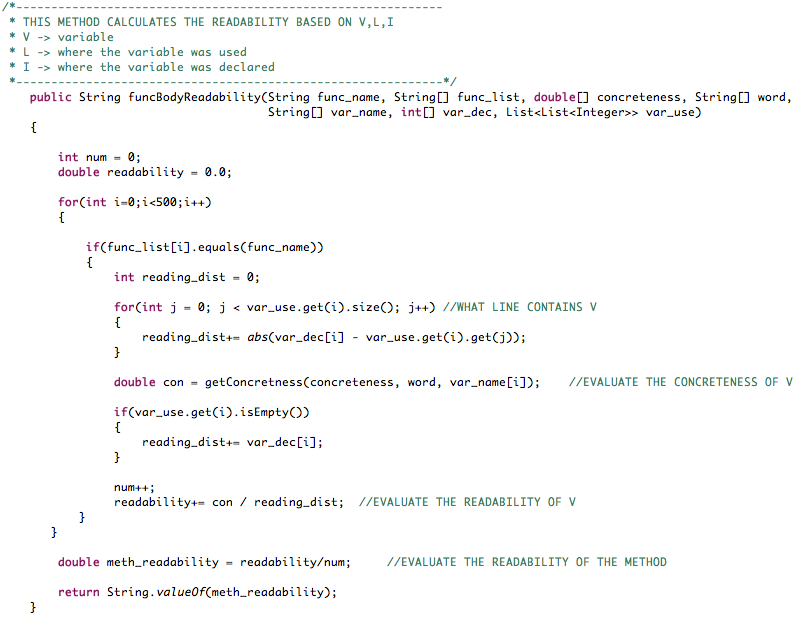 /*-------------------------------------------------------------
* THIS METHOD CALCULATES THE READABILITY BASED ON V,L,I
* V -> variable
* L -> where the variable was used
* I -> where the variable was declared
*-------------------------------------------------------------*/
public String funcBodyReadability(String func_name, String[] func_list, double[] concreteness, String[] word,
String[] var_name, int[] var_dec, List<List<Integer>> var_use)
{
int num = 0;
double readability = 0.0;
for(int i=0;i<500;i++)
{
if(func_list[i].equals(func_name))
{
int reading_dist = 0;
for(int j = 0; j < var_use.get(i).size(); j++) //WHAT LINE CONTAINS V
{
reading_dist+= abs(var_dec[i] - var_use.get(i).get(j));
}
double con = getConcretness(concreteness, word, var_name[i]); //EVALUATE THE CONCRETENESS OF V
if(var_use.get(i).isEmpty())
{
reading_dist+= var_dec[i];
}
num++;
readability+= con / reading_dist; //EVALUATE THE READABILITY OF V
}
}
double meth_readability = readability/num; //EVALUATE THE READABILITY OF THE METHOD
return String.valueOf(meth_readability);
}